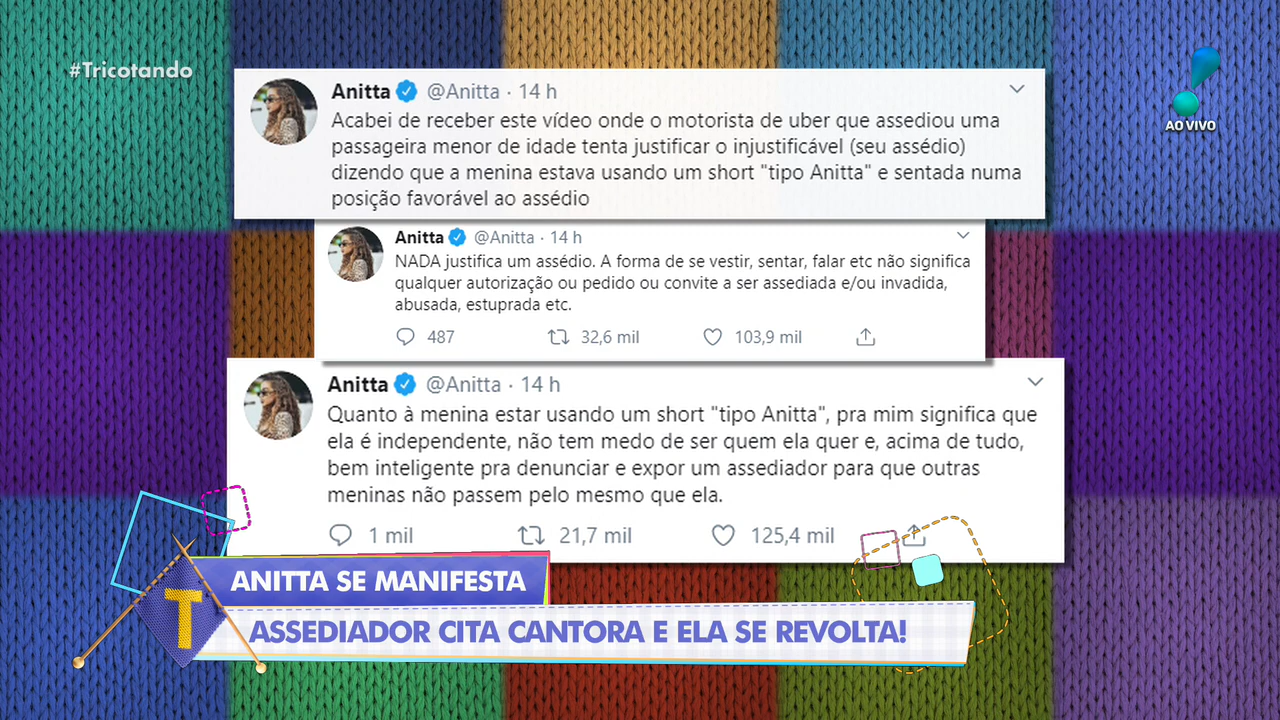 #Tricotando
AO VIVO
Anitta @Anitta · 14 h
Acabei de receber este vídeo onde o motorista de uber que assediou uma
passageira menor de idade tenta justificar o injustificável (seu assédio)
dizendo que a menina estava usando um short "tipo Anitta" e sentada numa
posição favorável ao assédio
Anitta @Anitta · 14 h
NADA justifica um assédio. A forma de se vestir, sentar, falar etc não significa
qualquer autorização ou pedido ou convite a ser assediada e/ou invadida,
abusada, estuprada etc.
487 32,6 mil 103,9 mil
Anitta @Anitta · 14 h
Quanto à menina estar usando um short "tipo Anitta", pra mim significa que
ela é independente, não tem medo de ser quem ela quer e, acima de tudo,
bem inteligente pra denunciar e expor um assediador para que outras
meninas não passem pelo mesmo que ela.
1 mil 21,7 mil 125,4 mil
T
ANITTA SE MANIFESTA
ASSEDIADOR CITA CANTORA E ELA SE REVOLTA!